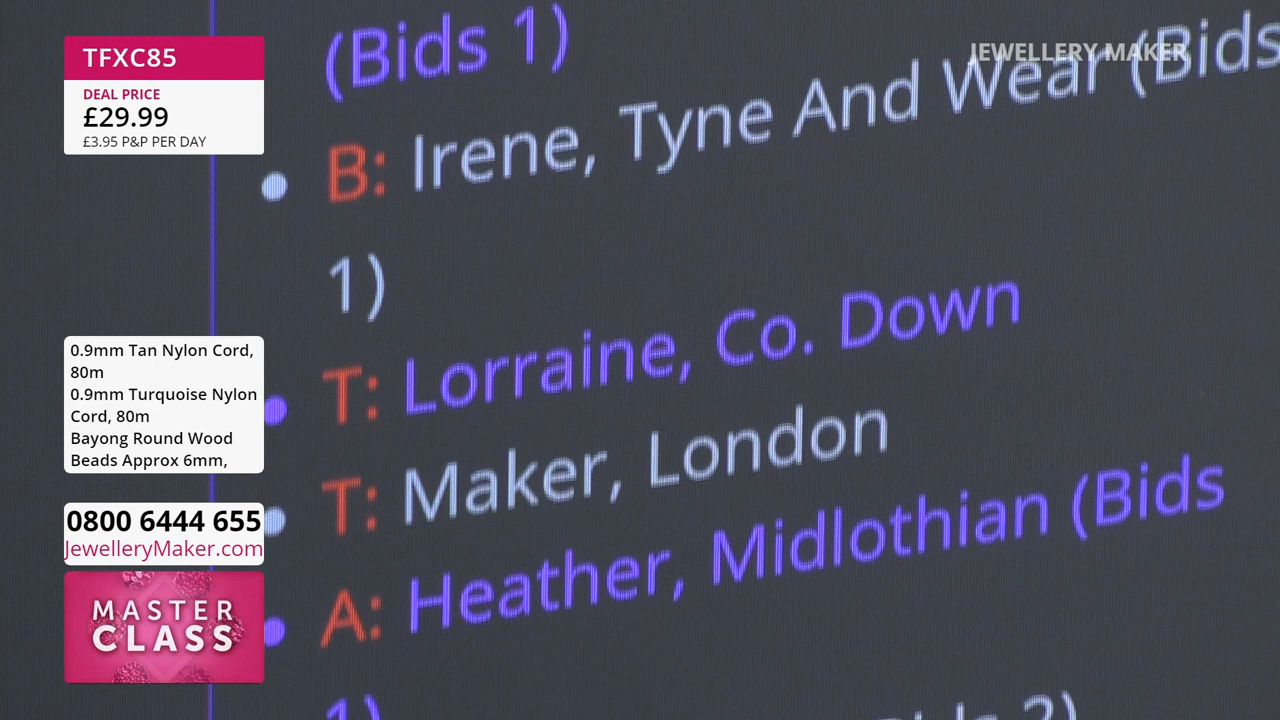 TFXC85
DEAL PRICE
£29.99
£3.95 P&P PER DAY
JEWELLERY MAKER
(Bids 1)
B: Irene, Tyne And Wear (Bids
1)
T: Lorraine, Co. Down
T: Maker, London
A: Heather, Midlothian (Bids
1)
0.9mm Tan Nylon Cord,
80m
0.9mm Turquoise Nylon
Cord, 80m
Bayong Round Wood
Beads Approx 6mm,
0800 6444 655
JewelleryMaker.com
MASTER
CLASS